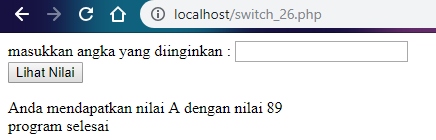 localhost/switch_26.php
masukkan angka yang diinginkan :
Lihat Nilai
Anda mendapatkan nilai A dengan nilai 89
program selesai